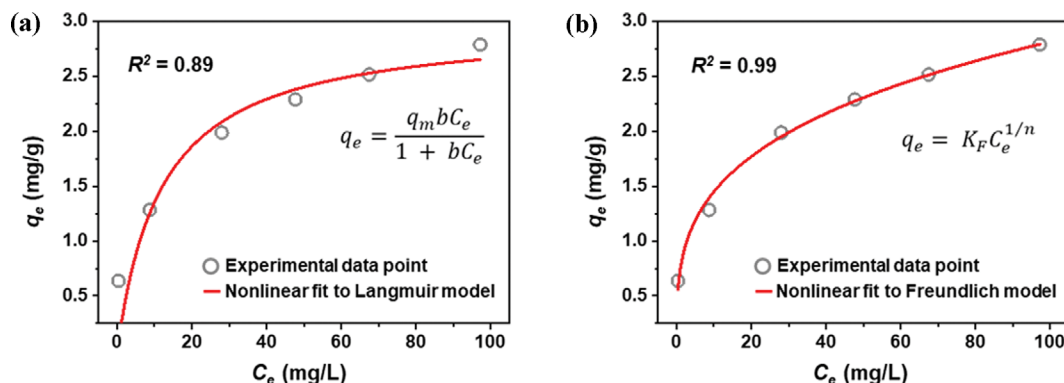 (a)
R² = 0.89
q_e = q_m b C_e / 1 + bC_e
Experimental data point
Nonlinear fit to Langmuir model
q_e (mg/g)
3.0
2.5
2.0
1.5
1.0
0.5
0 20 40 60 80 100
C_e (mg/L)
(b)
R² = 0.99
q_e = K_F C_e^{1/n}
Experimental data point
Nonlinear fit to Freundlich model
q_e (mg/g)
3.0
2.5
2.0
1.5
1.0
0.5
0 20 40 60 80 100
C_e (mg/L)